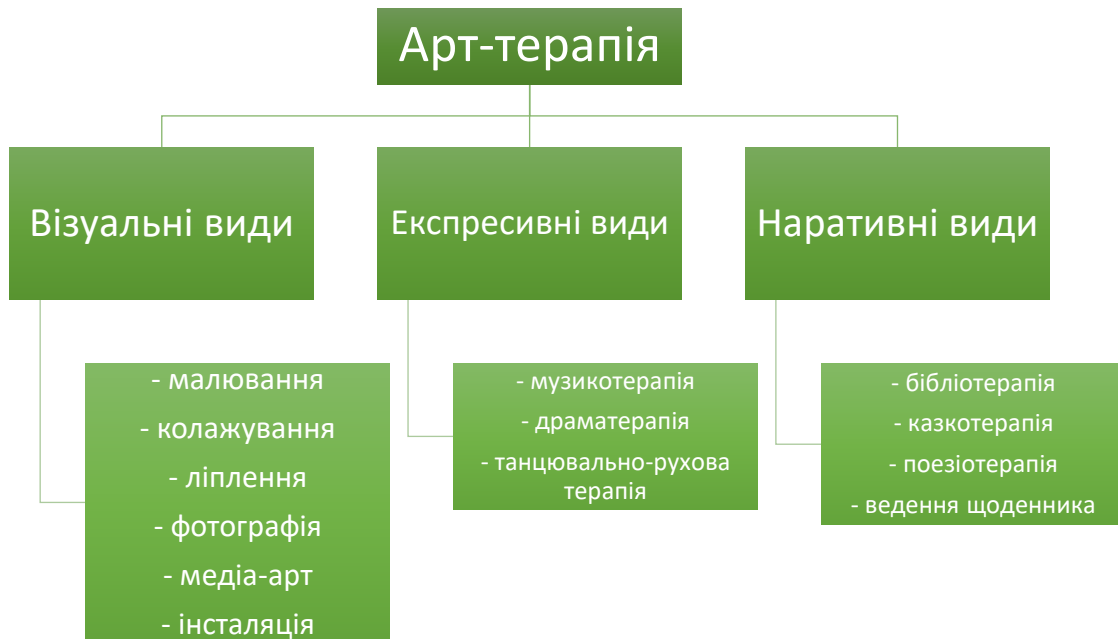 Арт-терапія
Візуальні види
Експресивні види
Наративні види
- малювання
- колажування
- ліплення
- фотографія
- медіа-арт
- інсталяція
- музикотерапія
- драматерапія
- танцювально-рухова
терапія
- бібліотерапія
- казкотерапія
- поезіотерапія
- ведення щоденника